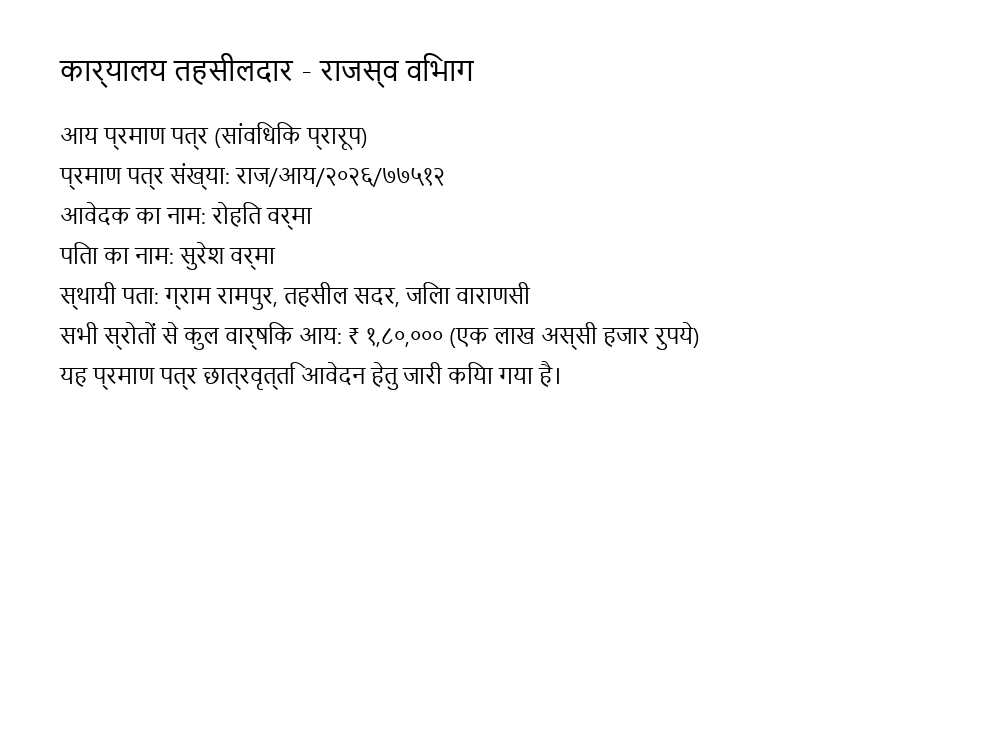 कार्यालय तहसीलदार - राजस्व विभाग
आय प्रमाण पत्र (सांविधिक प्रारूप)
प्रमाण पत्र संख्या: राज/आय/२०२६/७७५१२
आवेदक का नाम: रोहित वर्मा
पिता का नाम: सुरेश वर्मा
स्थायी पता: ग्राम रामपुर, तहसील सदर, जिला वाराणसी
सभी स्रोतों से कुल वार्षिक आय: ₹ १,८०,००० (एक लाख अस्सी हजार रुपये)
यह प्रमाण पत्र छात्रवृत्ति आवेदन हेतु जारी किया गया है।